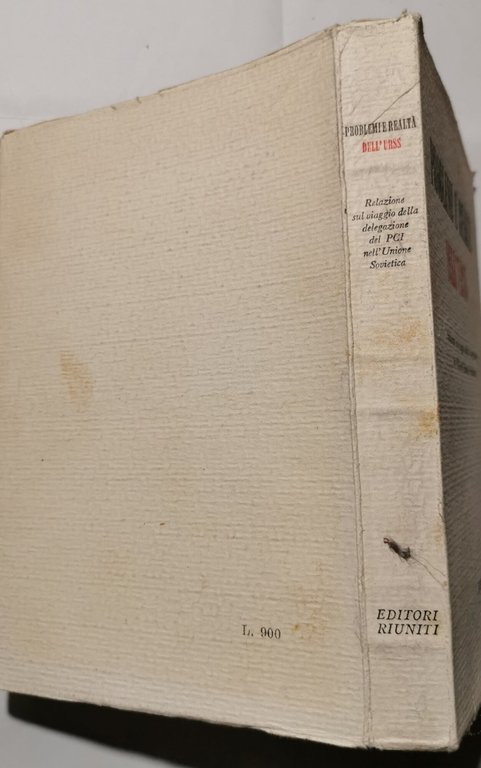 PROBLEMI E REALTÀ
DELL'URSS
Relazione
sul viaggio della
delegazione
del PCI
nell'Unione
Sovietica
EDITORI
RIUNITI
L. 900